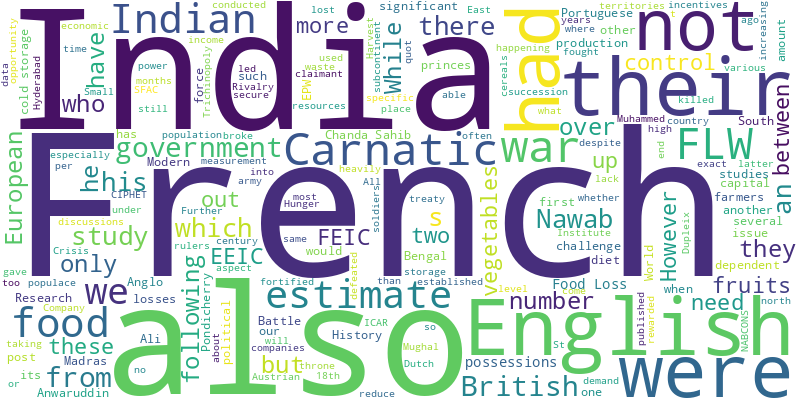 India
French
also
English
not
their
had
were
Carnatic
war
Indian
more
there
While
have
who
government
European
he
his
study
which
out
only
we
FEIC
EEIC
s
two
FLW
over
up
control
between
an
they
However
Nawab
vegetables
fruits
number
need
estimate
food
these
from
following
but
British
possessions
conducted
lost
significant
East
Portuguese
territories
incentives
t
economic
Small
income
companies
opportunity
data
cold storage
time
power
months
SFAC
still
Hyderabad
force
Trichinopoly
led
such
Rivalry
secure
used
waste
claimant
EPW
resources
Harvest
subcontinent
quot
specific
place
princes
able
years
where
other
production
fought
succession
cereals
what
happening
ago
increasing
amount
various
killed
Muhammed
South
country
high
population
has
broke
measurement
into
army
Chanda Sahib
often
despite
heavily
All
soldiers
most
Hunger
treaty
especially
per
Modern
CIPHET
under
discussions
Further
century
same
would
Bengal
storage
than
established
fortified
defeated
first
Institute
whether
lack
challenge
diet
end
exact
latter
studies
capital
farmers
another
several
issue
World
Dupleix
dependent
Food Loss
when
north
level
come
published
rewarded
NABCONS
demand
one
St
rulers
Anglo
aspect
Crisis
gave
too
populace
Company
Research
losses
taking
post
Ali
Madras
or
its
no
Anwaruddin
Pondicherry
about
political
Battle
our
will
History
ICAR
so
Mughal
Dutch
Austrian
throne
18th
reduce